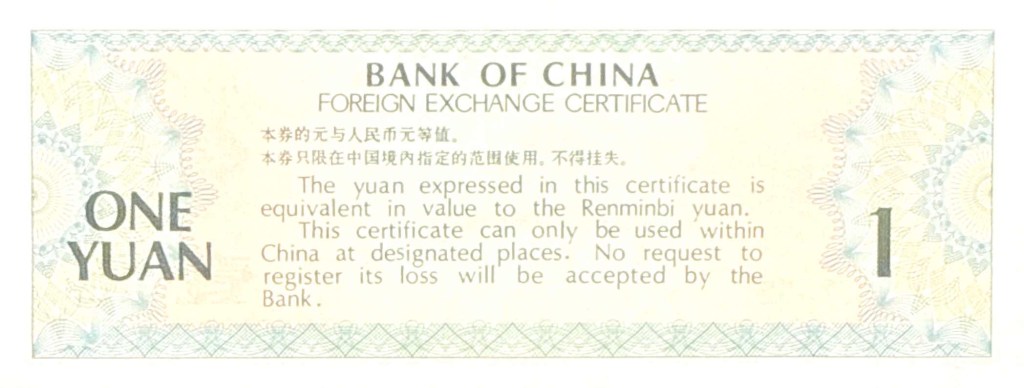 BANK OF CHINA
FOREIGN EXCHANGE CERTIFICATE
本券的元与人民币元等值。
本券只限在中国境内指定的范围使用。不得挂失。
The yuan expressed in this certificate is
equivalent in value to the Renminbi yuan.
This certificate can only be used within
China at designated places. No request to
register its loss will be accepted by the
Bank.
ONE
YUAN
1